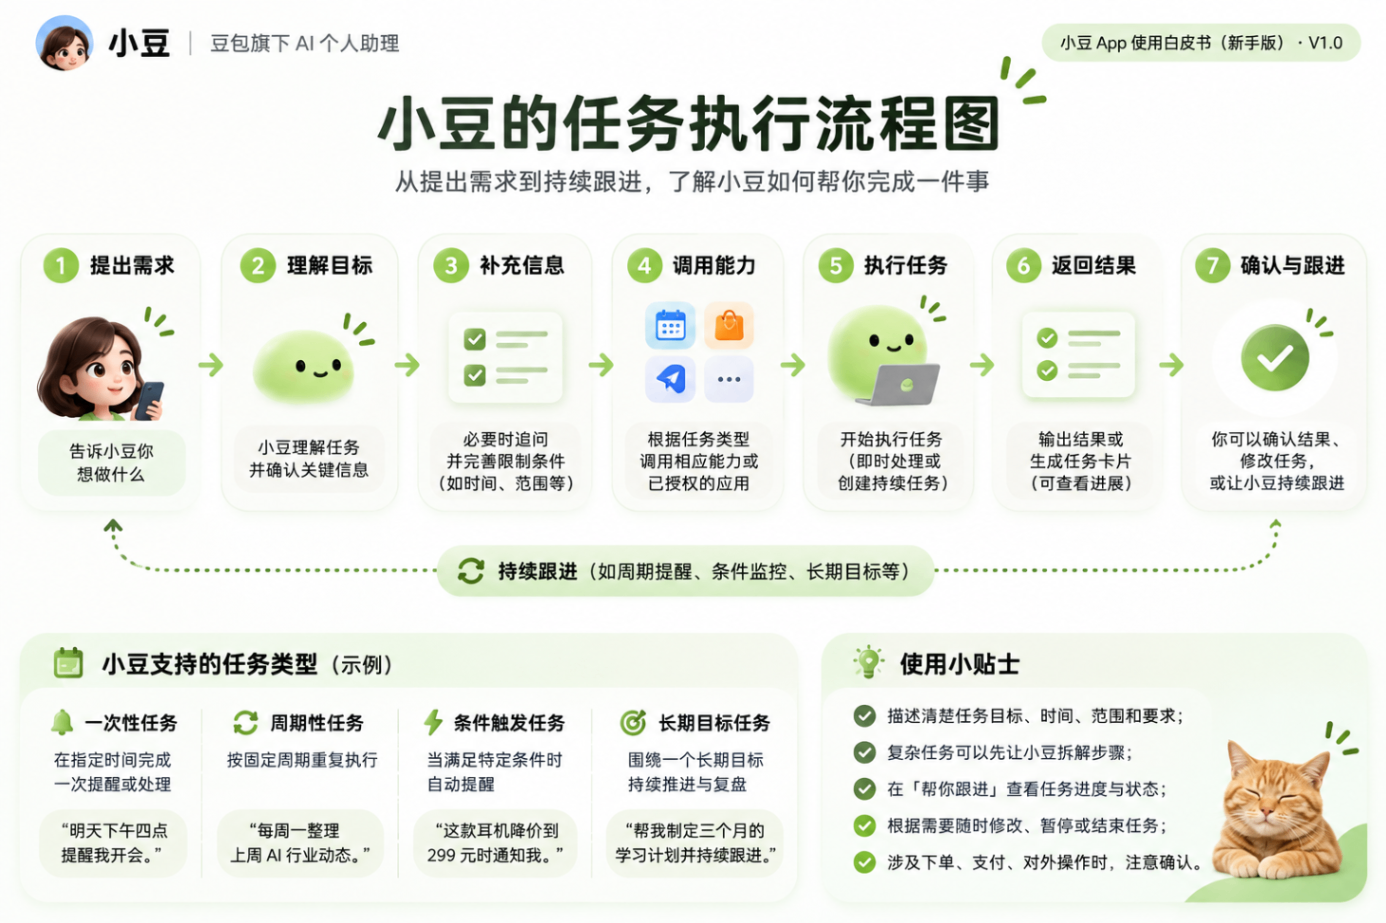 小豆
豆包旗下 AI 个人助理
小豆 App 使用白皮书（新手版）· V1.0
小豆的任务执行流程图
从提出需求到持续跟进，了解小豆如何帮你完成一件事
1 提出需求
告诉小豆你
想做什么
2 理解目标
小豆理解任务
并确认关键信息
3 补充信息
必要时追问
并完善限制条件
（如时间、范围等）
4 调用能力
根据任务类型
调用相应能力或
已授权的应用
5 执行任务
开始执行任务
（即时处理或
创建持续任务）
6 返回结果
输出结果或
生成任务卡片
（可查看进展）
7 确认与跟进
你可以确认结果、
修改任务，
或让小豆持续跟进
持续跟进（如周期提醒、条件监控、长期目标等）
小豆支持的任务类型（示例）
一次性任务
在指定时间完成
一次提醒或处理
“明天下午四点
提醒我开会。”
周期性任务
按固定周期重复执行
“每周一整理
上周 AI 行业动态。”
条件触发任务
当满足特定条件时
自动提醒
“这款耳机降价到
299 元时通知我。”
长期目标任务
围绕一个长期目标
持续推进与复盘
“帮我制定三个月的
学习计划并持续跟进。”
使用小贴士
描述清楚任务目标、时间、范围和要求；
复杂任务可以先让小豆拆解步骤；
在「帮你跟进」查看任务进度与状态；
根据需要随时修改、暂停或结束任务；
涉及下单、支付、对外操作时，注意确认。